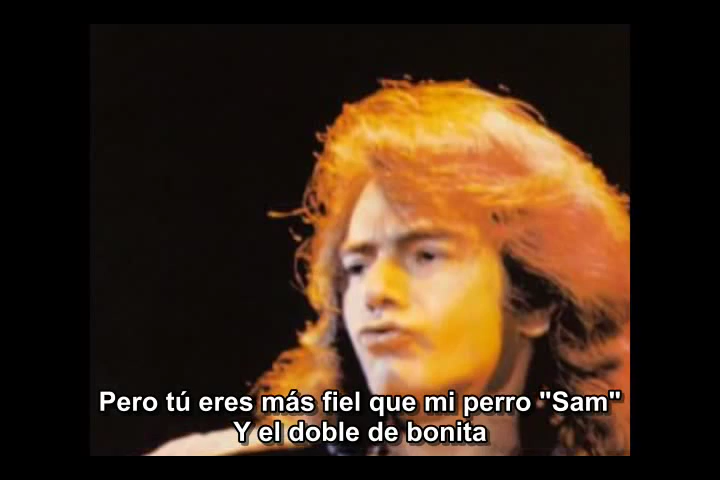 Pero tú eres más fiel que mi perro "Sam"
Y el doble de bonita